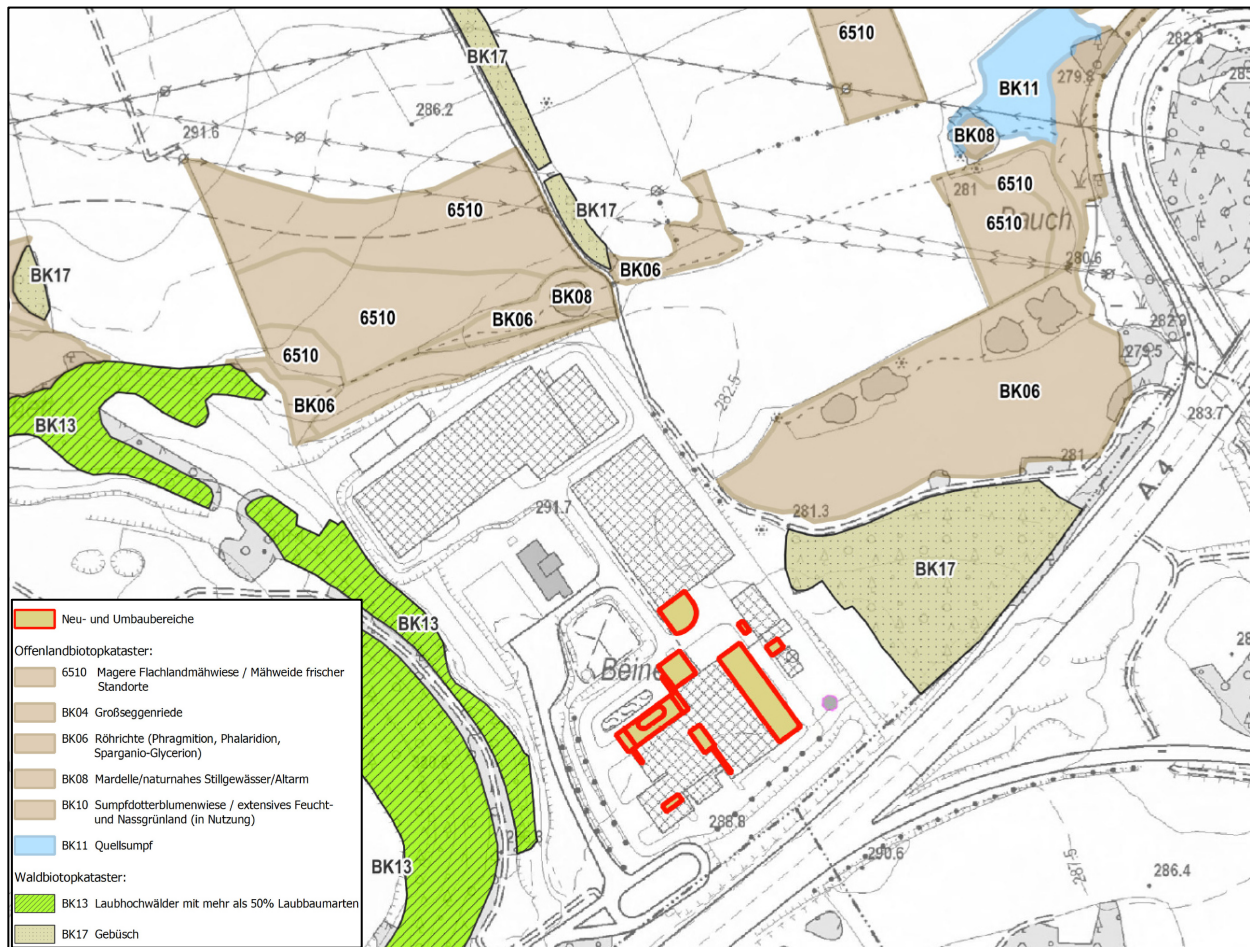 BK17
6510
282.8
279.8
BK11
286.2
291.6
BK08
281
6510
6510
BK17
6510
280.6
BK17
BK06
BK08
6510
BK06
282.9
279.5
6510
BK06
282.5
BK06
283.7
BK13
281
A.4
291.7
281.3
BK17
BK13
288.8
290.6
287.5
286.4
BK13
Neu- und Umbaubereiche
Offenlandbiotopkataster:
6510 Magere Flachlandmähwiese / Mähweide frischer
Standorte
BK04 Großseggenriede
BK06 Röhrichte (Phragmition, Phalaridion,
Sparganio-Glycerion)
BK08 Mardelle/naturnahes Stillgewässer/Altarm
BK10 Sumpfdotterblumenwiese / extensives Feucht-
und Nassgrünland (in Nutzung)
BK11 Quellsumpf
Waldbiotopkataster:
BK13 Laubhochwälder mit mehr als 50% Laubbaumarten
BK17 Gebüsch